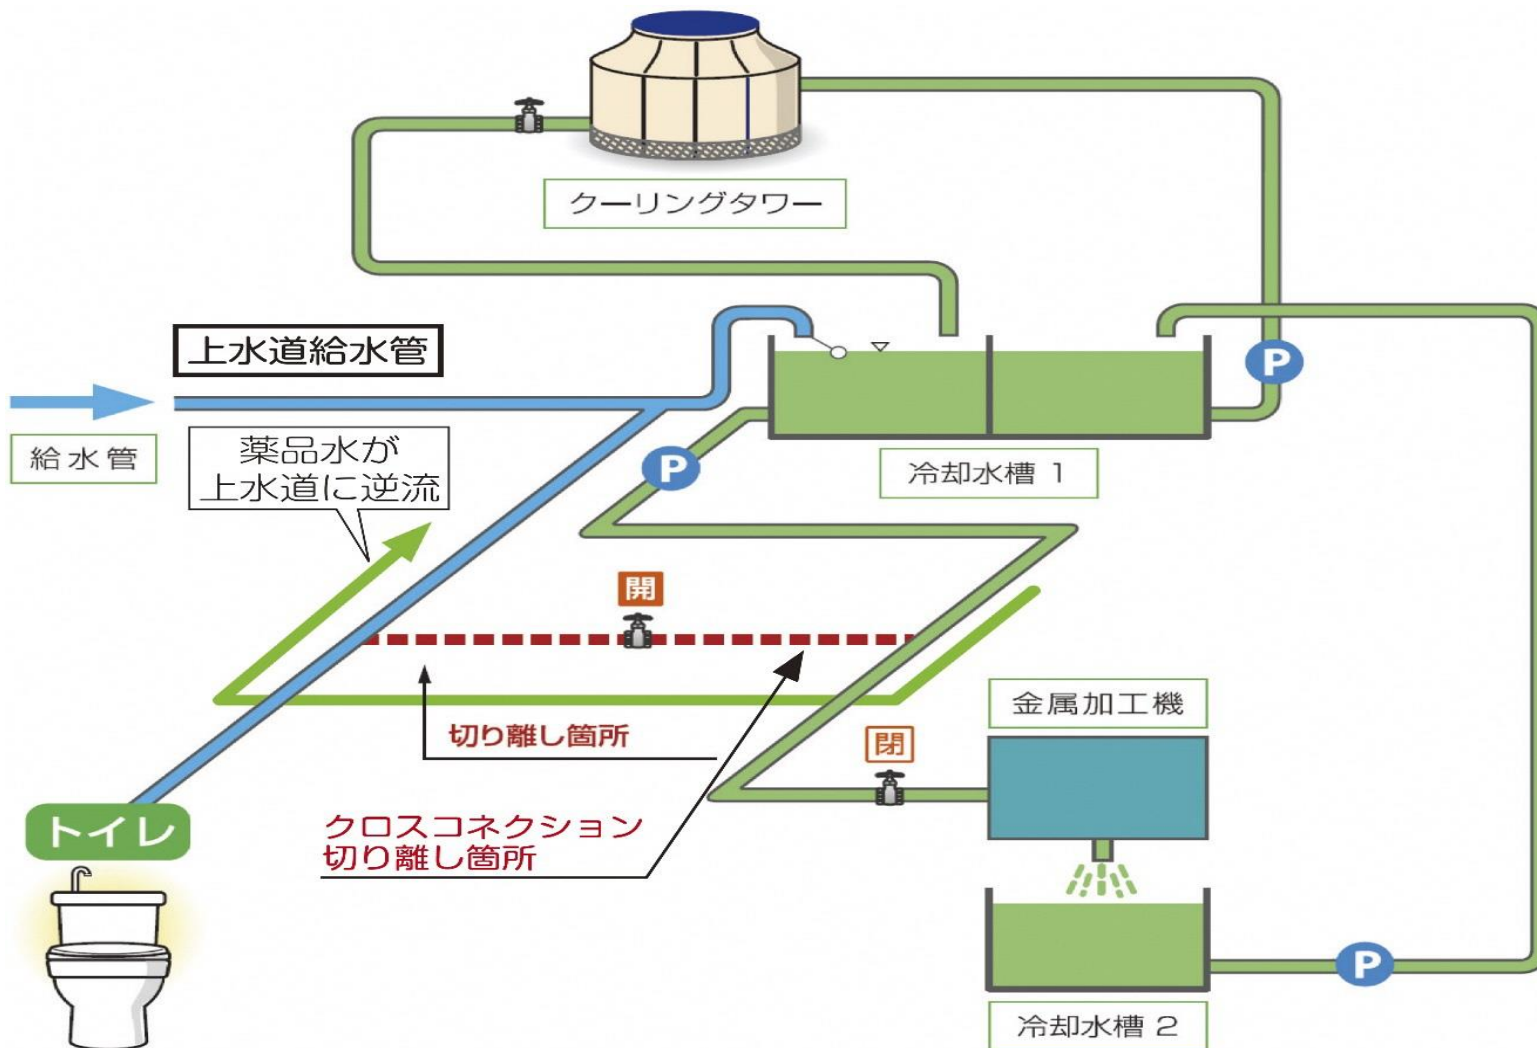 クーリングタワー
上水道給水管
給水管
薬品水が
上水道に逆流
P
P
冷却水槽 1
開
切り離し箇所
クロスコネクション
切り離し箇所
閉
金属加工機
トイレ
P
冷却水槽 2